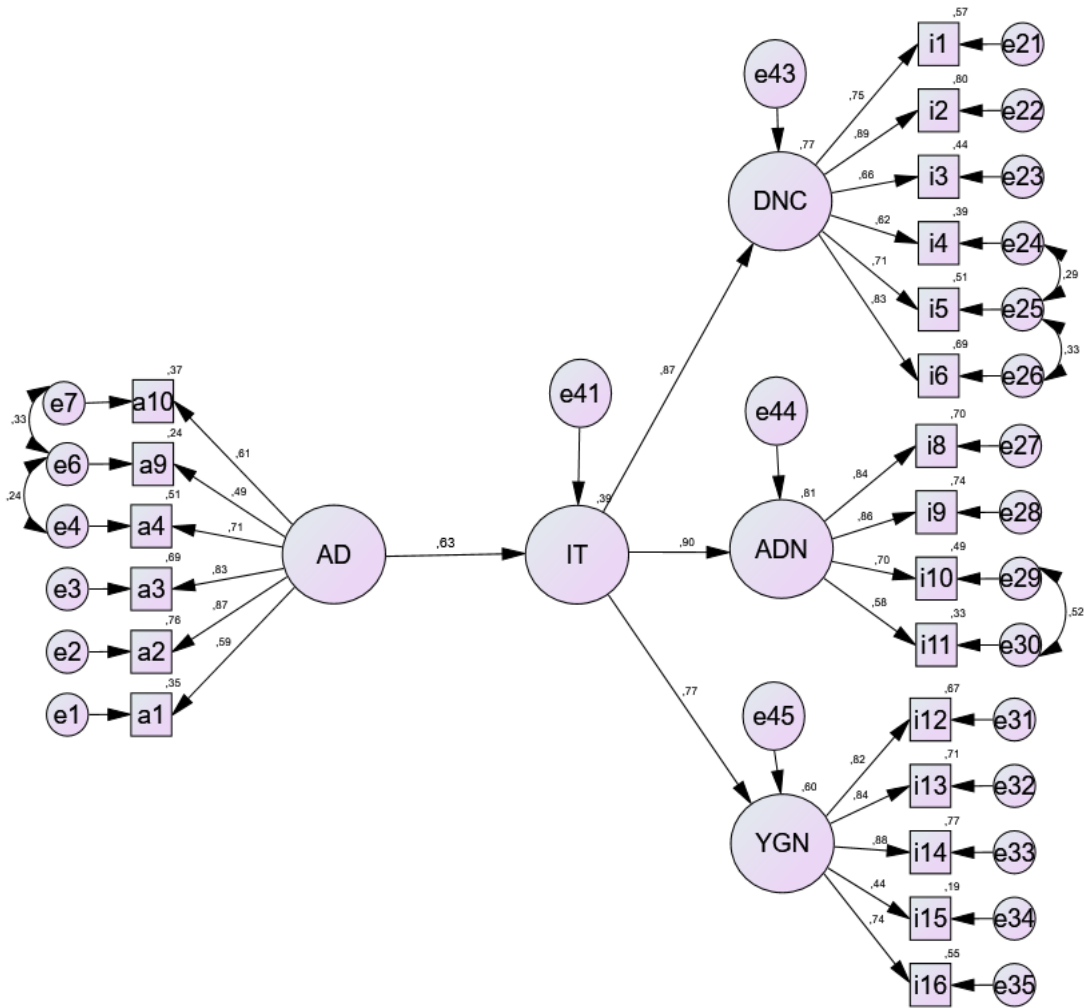 ,57
i1
e21
e43
,75
,80
i2
e22
,89
,77
,44
DNC
,66
i3
e23
,62
,39
i4
e24
,71
,29
,51
i5
e25
,83
,33
,69
i6
e26
,87
,37
e7
a10
,33
,61
,24
e6
a9
,49
,24
,51
e4
a4
,71
,69
e3
a3
,83
,76
e2
a2
,87
,35
e1
a1
,59
AD
,63
e41
,39
IT
e44
,70
i8
e27
,84
,81
,74
i9
e28
,86
,90
ADN
,49
,70
i10
e29
,58
,52
,33
i11
e30
,77
e45
,67
i12
e31
,82
,60
,71
i13
e32
,84
YGN
,77
,88
i14
e33
,44
,19
i15
e34
,74
,55
i16
e35